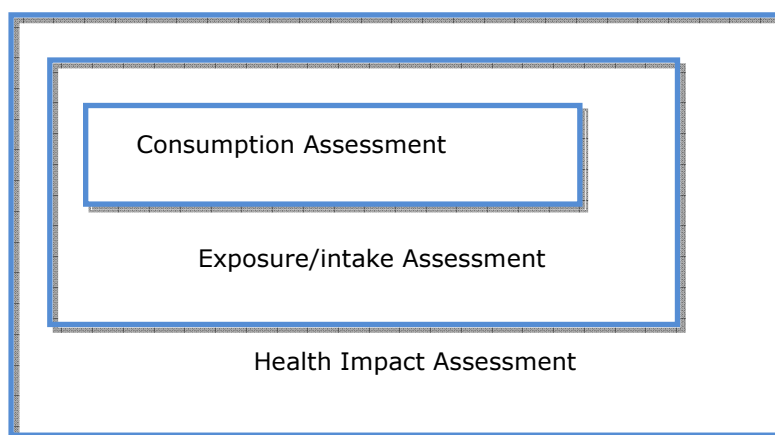 Consumption Assessment
Exposure/intake Assessment
Health Impact Assessment